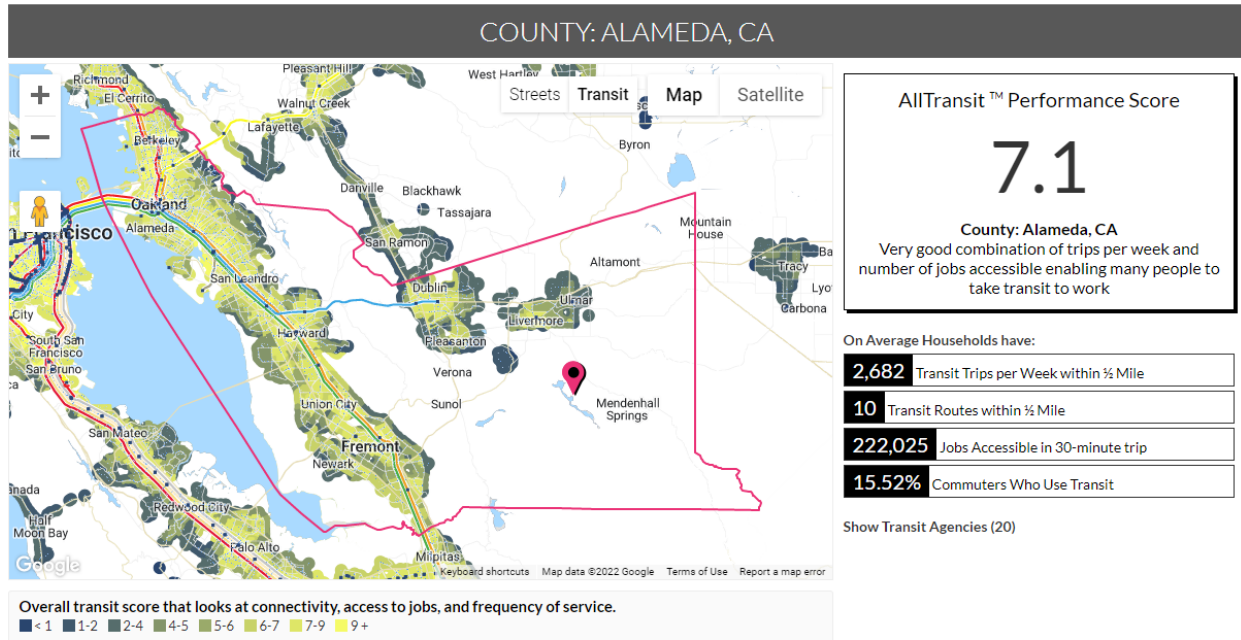 COUNTY: ALAMEDA, CA
Richmond
El Cerrito
Pleasant Hill
West Hartley
Streets
Transit
Map
Satellite
Walnut Creek
Lafayette
Berkeley
Byron
Danville
Blackhawk
Tassajara
Oakland
Alameda
San Ramon
Mountain
House
n Francisco
Altamont
Tracy
Ba
Lyo
San Leandro
Dublin
Ulmar
Carbona
City
Livermore
Hayward
Pleasanton
South San
Francisco
San Bruno
ca
Verona
Union City
Sunol
Mendenhall
Springs
San Mateo
Fremont
Newark
anada
Redwood City
Half
Moon Bay
Palo Alto
Milpitas
Google
Keyboard shortcuts
Map data ©2022 Google
Terms of Use
Report a map error
Overall transit score that looks at connectivity, access to jobs, and frequency of service.
< 1 1-2 2-4 4-5 5-6 6-7 7-9 9 +
AllTransit ™ Performance Score
7.1
County: Alameda, CA
Very good combination of trips per week and
number of jobs accessible enabling many people to
take transit to work
On Average Households have:
2,682 Transit Trips per Week within ½ Mile
10 Transit Routes within ½ Mile
222,025 Jobs Accessible in 30-minute trip
15.52% Commuters Who Use Transit
Show Transit Agencies (20)